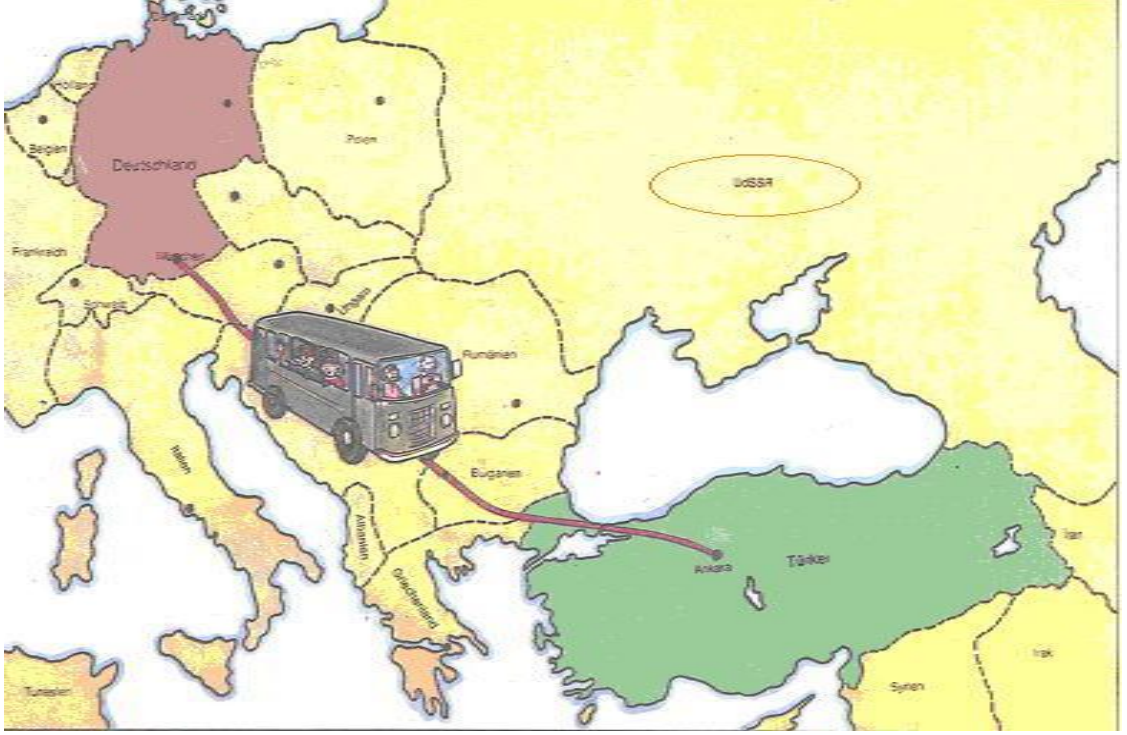 Holland
Belgien
Deutschland
Polen
UdSSR
Frankreich
München
Schweiz
Ungarn
Rumänien
Italien
Bulgarien
Albanien
Griechenland
Ankara
Türkei
Iran
Irak
Syrien
Tunesien